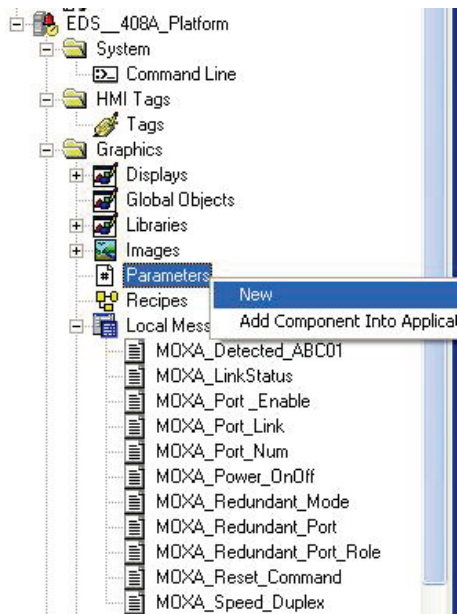 EDS__408A_Platform
System
Command Line
HMI Tags
Tags
Graphics
Displays
Global Objects
Libraries
Images
Parameters
New
Recipes
Add Component Into Applicat
Local Mess
MOXA_Detected_ABC01
MOXA_LinkStatus
MOXA_Port _Enable
MOXA_Port_Link
MOXA_Port_Num
MOXA_Power_OnOff
MOXA_Redundant_Mode
MOXA_Redundant_Port
MOXA_Redundant_Port_Role
MOXA_Reset_Command
MOXA_Speed_Duplex